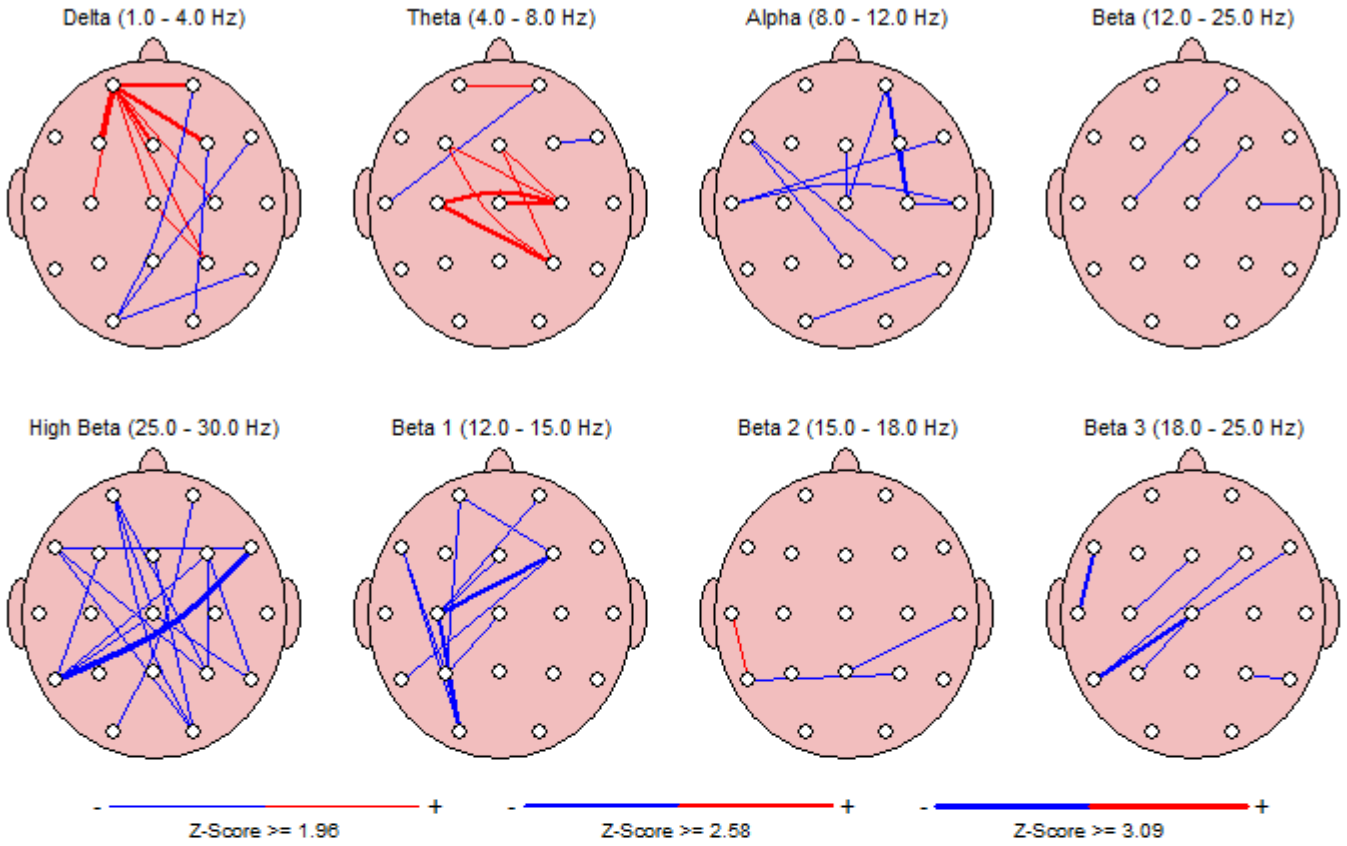 Delta (1.0 - 4.0 Hz)
Theta (4.0 - 8.0 Hz)
Alpha (8.0 - 12.0 Hz)
Beta (12.0 - 25.0 Hz)
High Beta (25.0 - 30.0 Hz)
Beta 1 (12.0 - 15.0 Hz)
Beta 2 (15.0 - 18.0 Hz)
Beta 3 (18.0 - 25.0 Hz)
- +
Z-Score >= 1.96
- +
Z-Score >= 2.58
- +
Z-Score >= 3.09